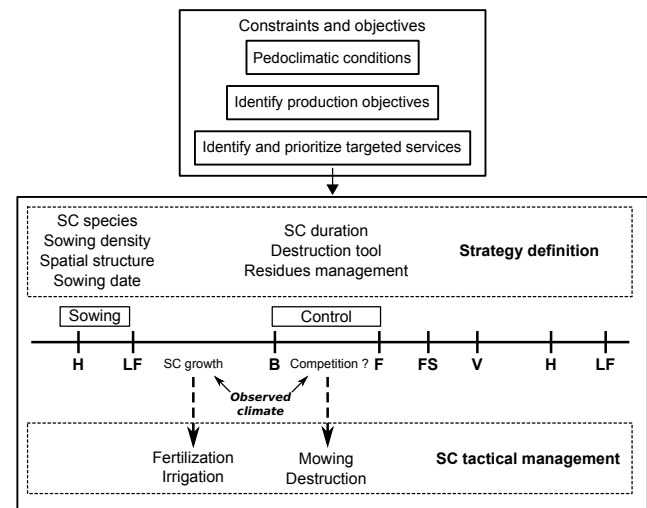 Constraints and objectives
Pedoclimatic conditions
Identify production objectives
Identify and prioritize targeted services
SC species
Sowing density
Spatial structure
Sowing date
SC duration
Destruction tool
Residues management
Strategy definition
Sowing
Control
H
LF
SC growth
B
Competition ?
F
FS
V
H
LF
Observed
climate
Fertilization
Irrigation
Mowing
Destruction
SC tactical management